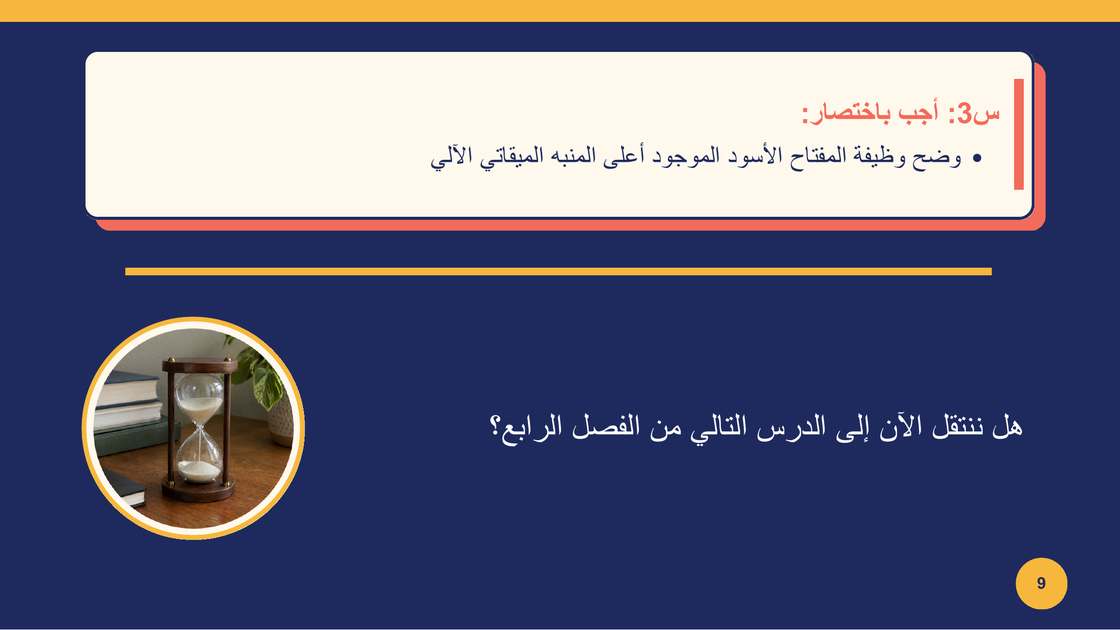 س3: أجب باختصار:
• وضح وظيفة المفتاح الأسود الموجود أعلى المنبه الميقاتي الآلي
هل ننتقل الآن إلى الدرس التالي من الفصل الرابع؟
9